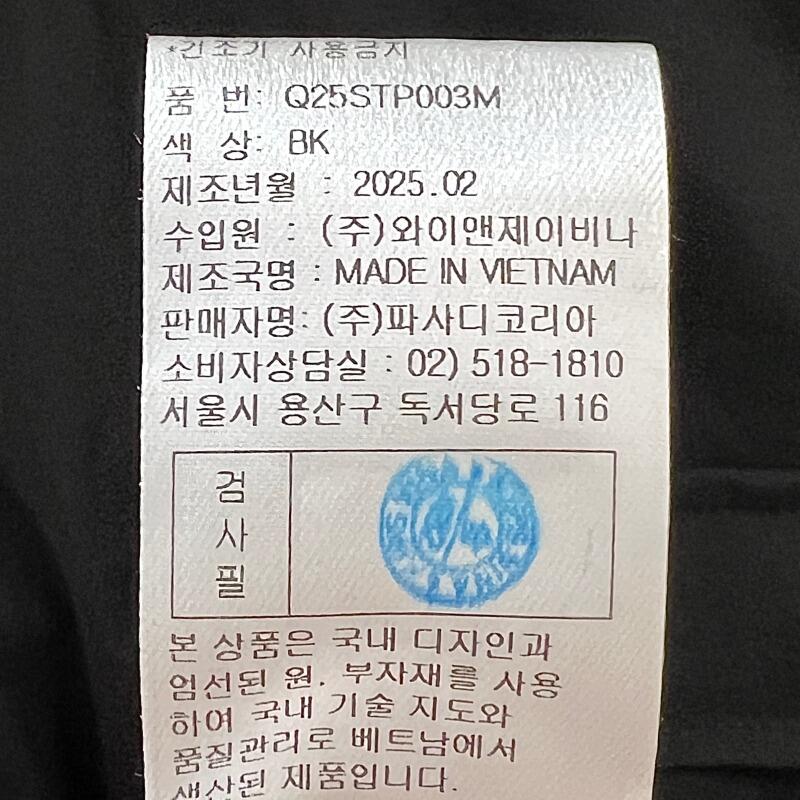 *건조기 사용금지
품 번: Q25STP003M
색 상: BK
제조년월 : 2025.02
수입원 : (주)와이앤제이비나
제조국명 : MADE IN VIETNAM
판매자명: (주)파사디코리아
소비자상담실 : 02) 518-1810
서울시 용산구 독서당로 116
검
사
필
본 상품은 국내 디자인과
엄선된 원, 부자재를 사용
하여 국내 기술 지도와
품질관리로 베트남에서
생산된 제품입니다.